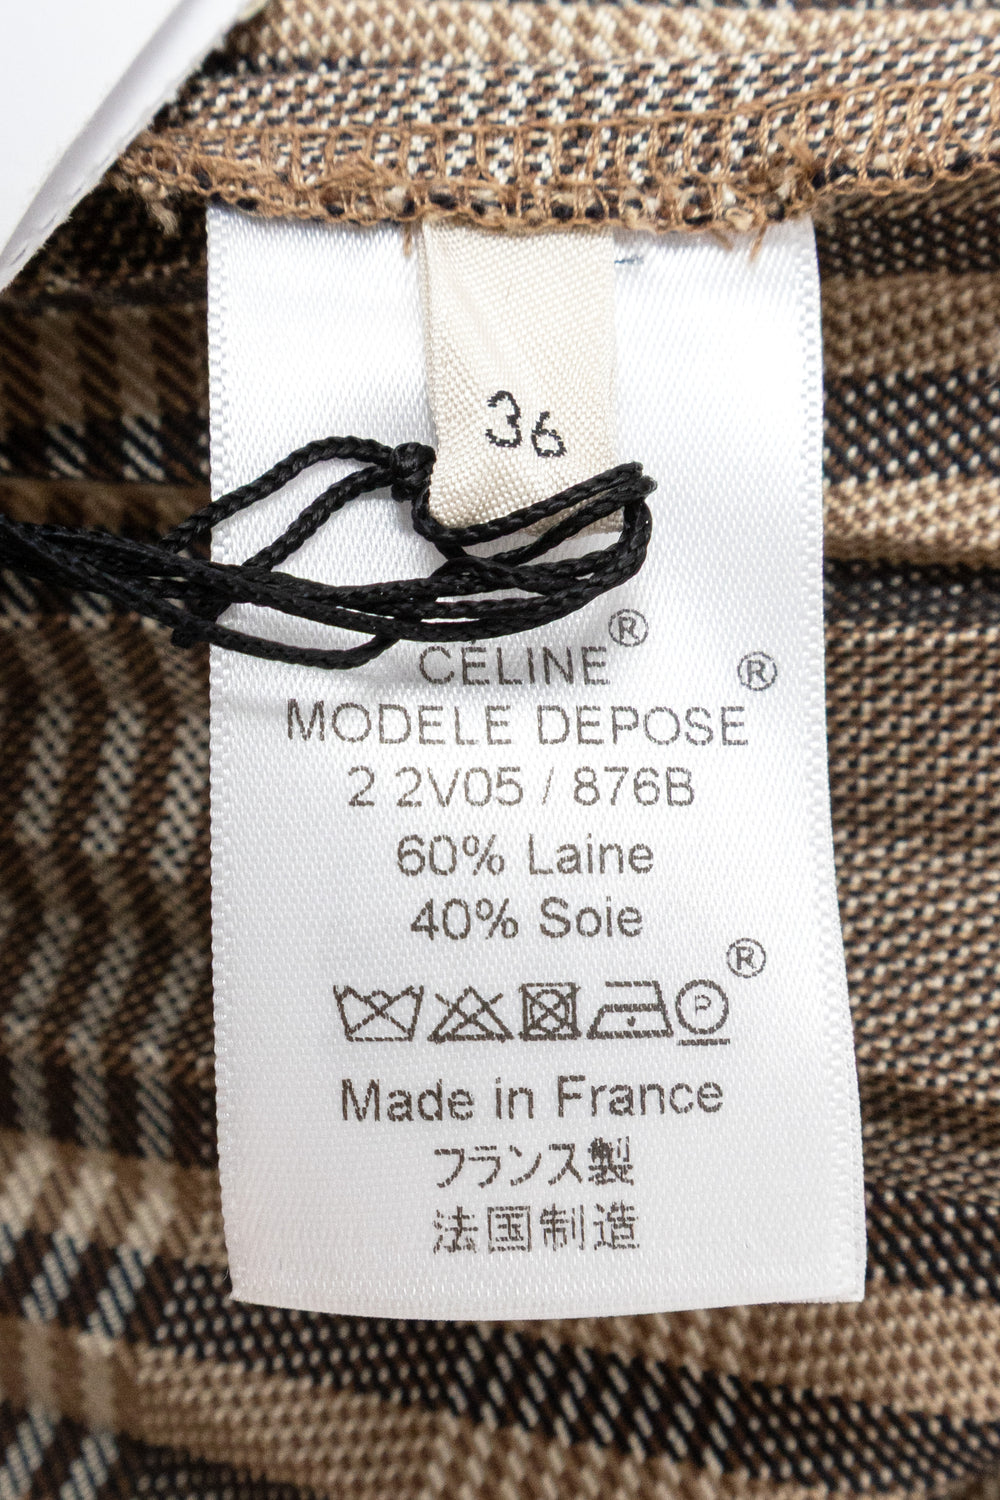 36
CÉLINE®
MODELE DEPOSE®
2 2V05 / 876B
60% Laine
40% Soie
P ®
Made in France
フランス製
法国制造